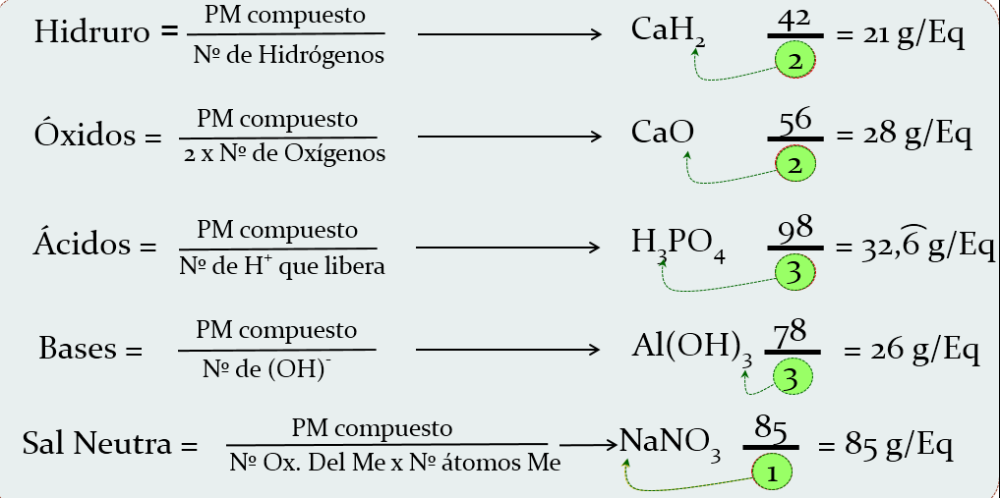 Hidruro = PM compuesto / Nº de Hidrógenos → CaH₂ 42 / 2 = 21 g/Eq
Óxidos = PM compuesto / 2 x Nº de Oxígenos → CaO 56 / 2 = 28 g/Eq
Ácidos = PM compuesto / Nº de H⁺ que libera → H₃PO₄ 98 / 3 = 32,6͡ g/Eq
Bases = PM compuesto / Nº de (OH)⁻ → Al(OH)₃ 78 / 3 = 26 g/Eq
Sal Neutra = PM compuesto / Nº Ox. Del Me x Nº átomos Me → NaNO₃ 85 / 1 = 85 g/Eq